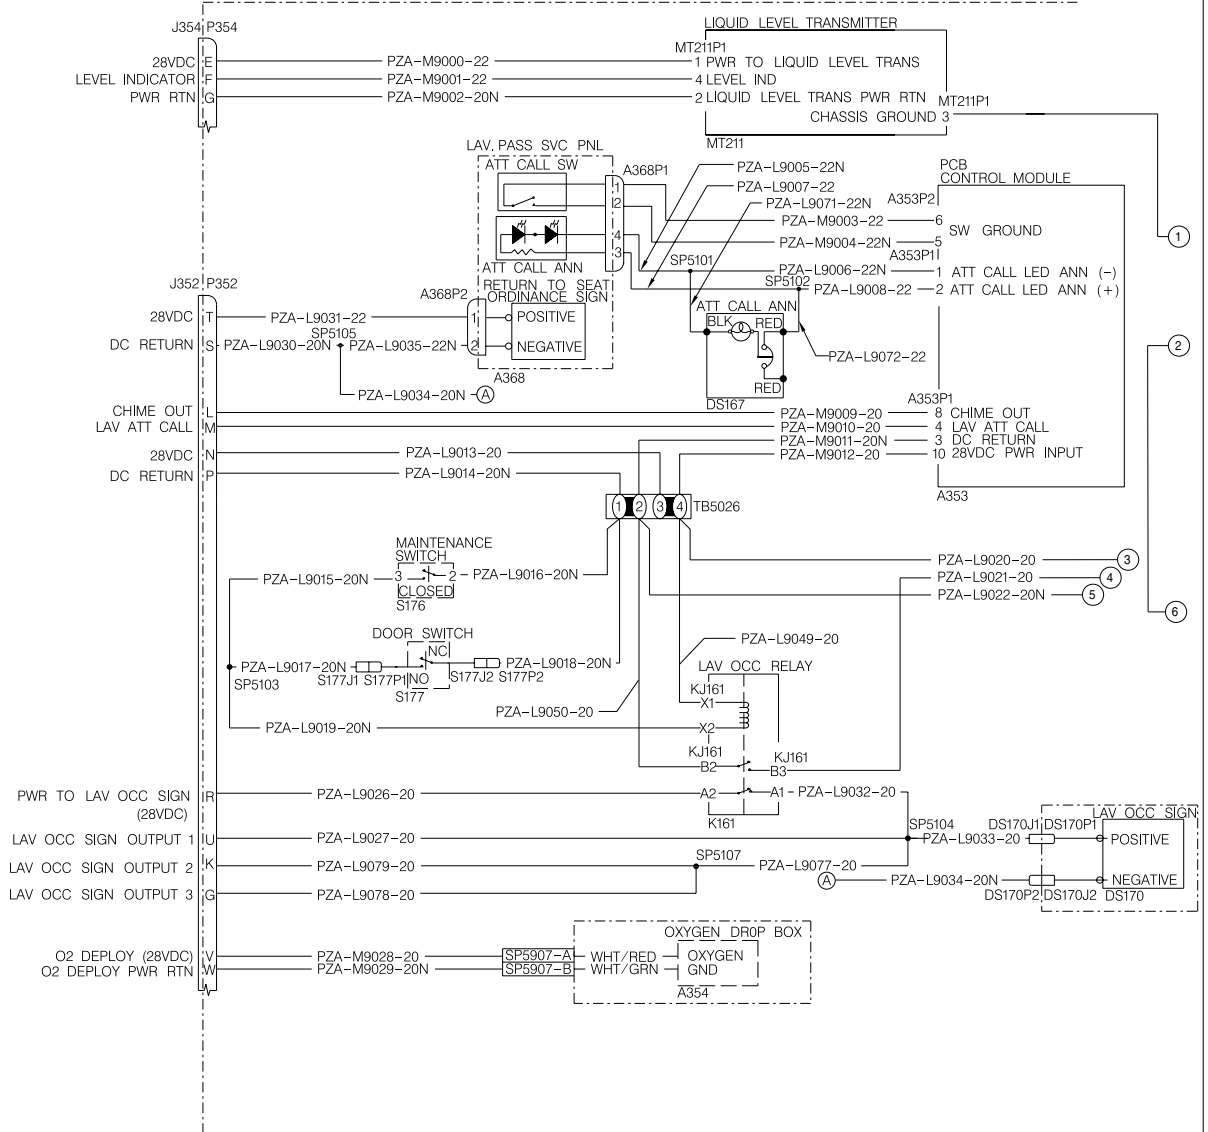 LIQUID LEVEL TRANSMITTER
J354 P354
MT211P1
28VDC E PZA-M9000-22 1 PWR TO LIQUID LEVEL TRANS
LEVEL INDICATOR F PZA-M9001-22 4 LEVEL IND
PWR RTN G PZA-M9002-20N 2 LIQUID LEVEL TRANS PWR RTN MT211P1
CHASSIS GROUND 3
MT211
LAV. PASS SVC PNL
ATT CALL SW A368P1 PZA-L9005-22N PCB
CONTROL MODULE
1 PZA-L9007-22
2 PZA-L9071-22N A353P2
PZA-M9003-22 6
SW GROUND
4 PZA-M9004-22N 5
3 A353P1
1
ATT CALL ANN SP5101 PZA-L9006-22N 1 ATT CALL LED ANN (-)
J352 P352 RETURN TO SEAT SP5102
A368P2 ORDINANCE SIGN PZA-L9008-22 2 ATT CALL LED ANN (+)
ATT CALL ANN
28VDC T PZA-L9031-22 1 POSITIVE BLK RED
SP5105
DC RETURN S PZA-L9030-20N PZA-L9035-22N 2 NEGATIVE 2
PZA-L9072-22
A368 RED
PZA-L9034-20N A
DS167 A353P1
CHIME OUT L PZA-M9009-20 8 CHIME OUT
LAV ATT CALL M PZA-M9010-20 4 LAV ATT CALL
PZA-M9011-20N 3 DC RETURN
28VDC N PZA-L9013-20 PZA-M9012-20 10 28VDC PWR INPUT
DC RETURN P PZA-L9014-20N
A353
1 2 3 4 TB5026
MAINTENANCE
SWITCH
PZA-L9020-20 3
PZA-L9015-20N 3 2 PZA-L9016-20N PZA-L9021-20 4
CLOSED PZA-L9022-20N 5
S176
6
DOOR SWITCH PZA-L9049-20
NC
PZA-L9017-20N PZA-L9018-20N LAV OCC RELAY
SP5103 S177J1 S177P1 NO S177J2 S177P2
S177 KJ161
X1
PZA-L9050-20
PZA-L9019-20N X2
KJ161 KJ161
B2 B3
PWR TO LAV OCC SIGN R PZA-L9026-20 A2 A1 PZA-L9032-20
(28VDC)
K161 LAV OCC SIGN
SP5104 DS170J1 DS170P1
LAV OCC SIGN OUTPUT 1 U PZA-L9027-20 PZA-L9033-20 POSITIVE
SP5107
LAV OCC SIGN OUTPUT 2 K PZA-L9079-20 PZA-L9077-20
A PZA-L9034-20N NEGATIVE
LAV OCC SIGN OUTPUT 3 G PZA-L9078-20 DS170P2 DS170J2 DS170
OXYGEN DROP BOX
O2 DEPLOY (28VDC) V PZA-M9028-20 SP5907-A WHT/RED OXYGEN
O2 DEPLOY PWR RTN W PZA-M9029-20N SP5907-B WHT/GRN GND
A354